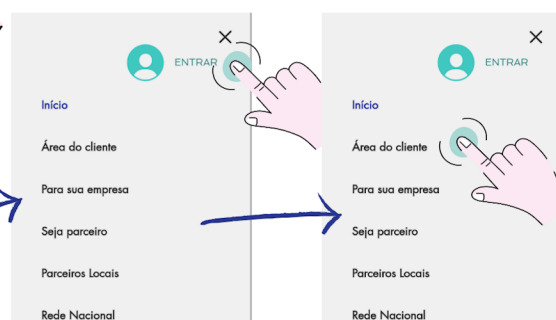 ENTRAR
Início
Área do cliente
Para sua empresa
Seja parceiro
Parceiros Locais
Rede Nacional
ENTRAR
Início
Área do cliente
Para sua empresa
Seja parceiro
Parceiros Locais
Rede Nacional